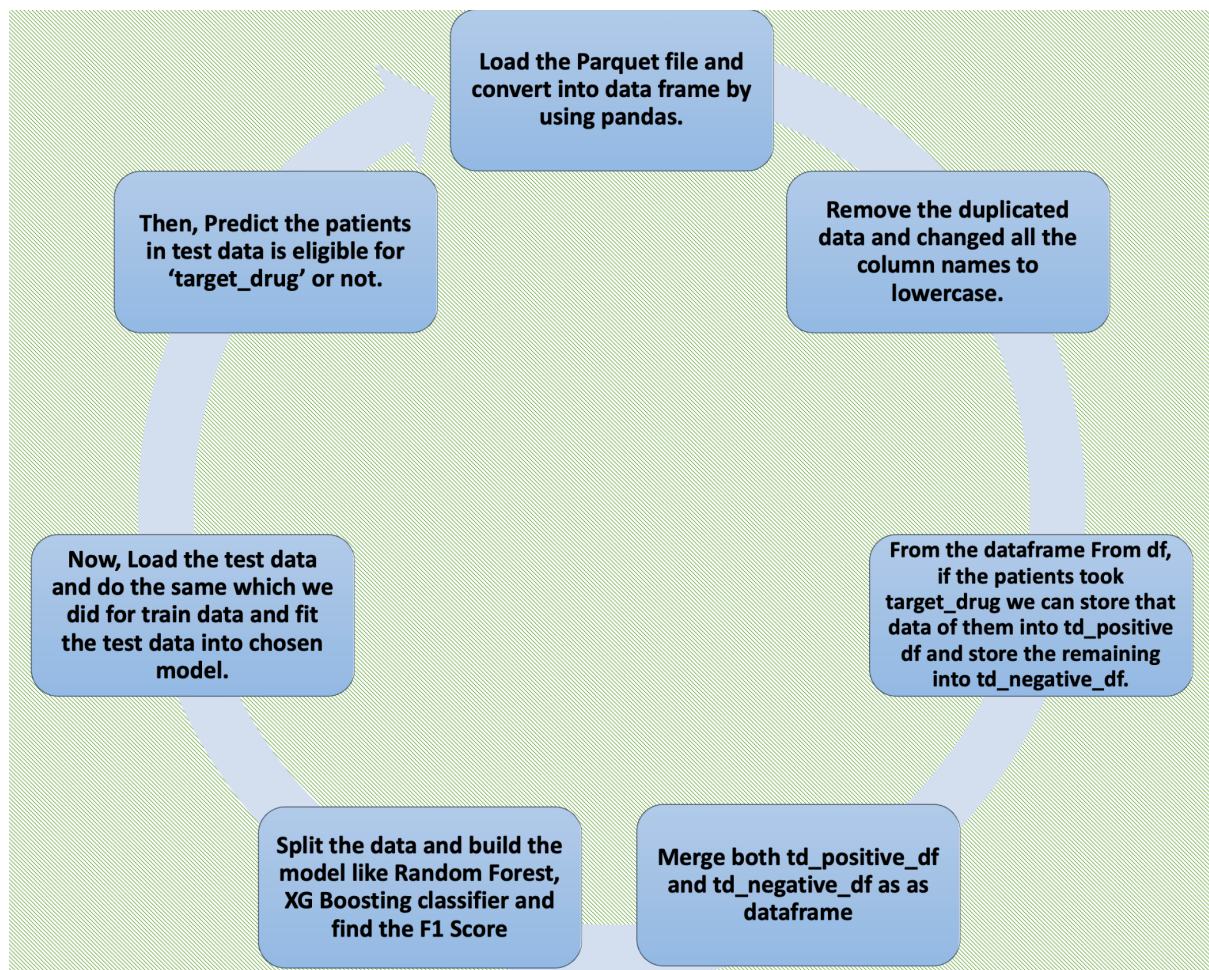 Load the Parquet file and
convert into data frame by
using pandas.
Remove the duplicated
data and changed all the
column names to
lowercase.
From the dataframe From df,
if the patients took
target_drug we can store that
data of them into td_positive
df and store the remaining
into td_negative_df.
Merge both td_positive_df
and td_negative_df as as
dataframe
Split the data and build the
model like Random Forest,
XG Boosting classifier and
find the F1 Score
Now, Load the test data
and do the same which we
did for train data and fit
the test data into chosen
model.
Then, Predict the patients
in test data is eligible for
‘target_drug’ or not.